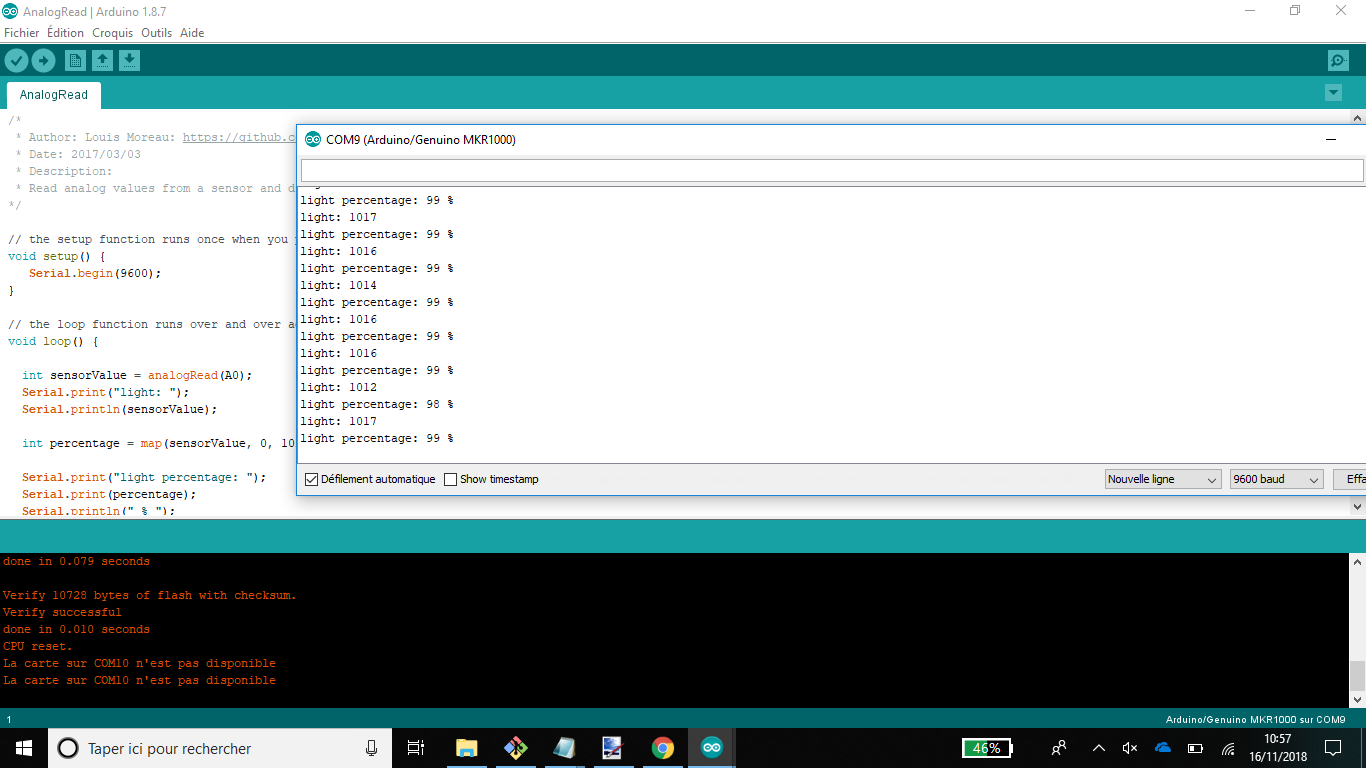 AnalogRead | Arduino 1.8.7
Fichier Édition Croquis Outils Aide
AnalogRead
/*
* Author: Louis Moreau: https://github.c
* Date: 2017/03/03
* Description:
* Read analog values from a sensor and d
*/
// the setup function runs once when you
void setup() {
Serial.begin(9600);
}
// the loop function runs over and over a
void loop() {
int sensorValue = analogRead(A0);
Serial.print("light: ");
Serial.println(sensorValue);
int percentage = map(sensorValue, 0, 10
Serial.print("light percentage: ");
Serial.print(percentage);
Serial.println(" % ");
COM9 (Arduino/Genuino MKR1000)
light percentage: 99 %
light: 1017
light percentage: 99 %
light: 1016
light percentage: 99 %
light: 1014
light percentage: 99 %
light: 1016
light percentage: 99 %
light: 1016
light percentage: 99 %
light: 1012
light percentage: 98 %
light: 1017
light percentage: 99 %
Défilement automatique Show timestamp Nouvelle ligne 9600 baud Effa
done in 0.079 seconds
Verify 10728 bytes of flash with checksum.
Verify successful
done in 0.010 seconds
CPU reset.
La carte sur COM10 n'est pas disponible
La carte sur COM10 n'est pas disponible
1 Arduino/Genuino MKR1000 sur COM9
Taper ici pour rechercher 46% 10:57
16/11/2018